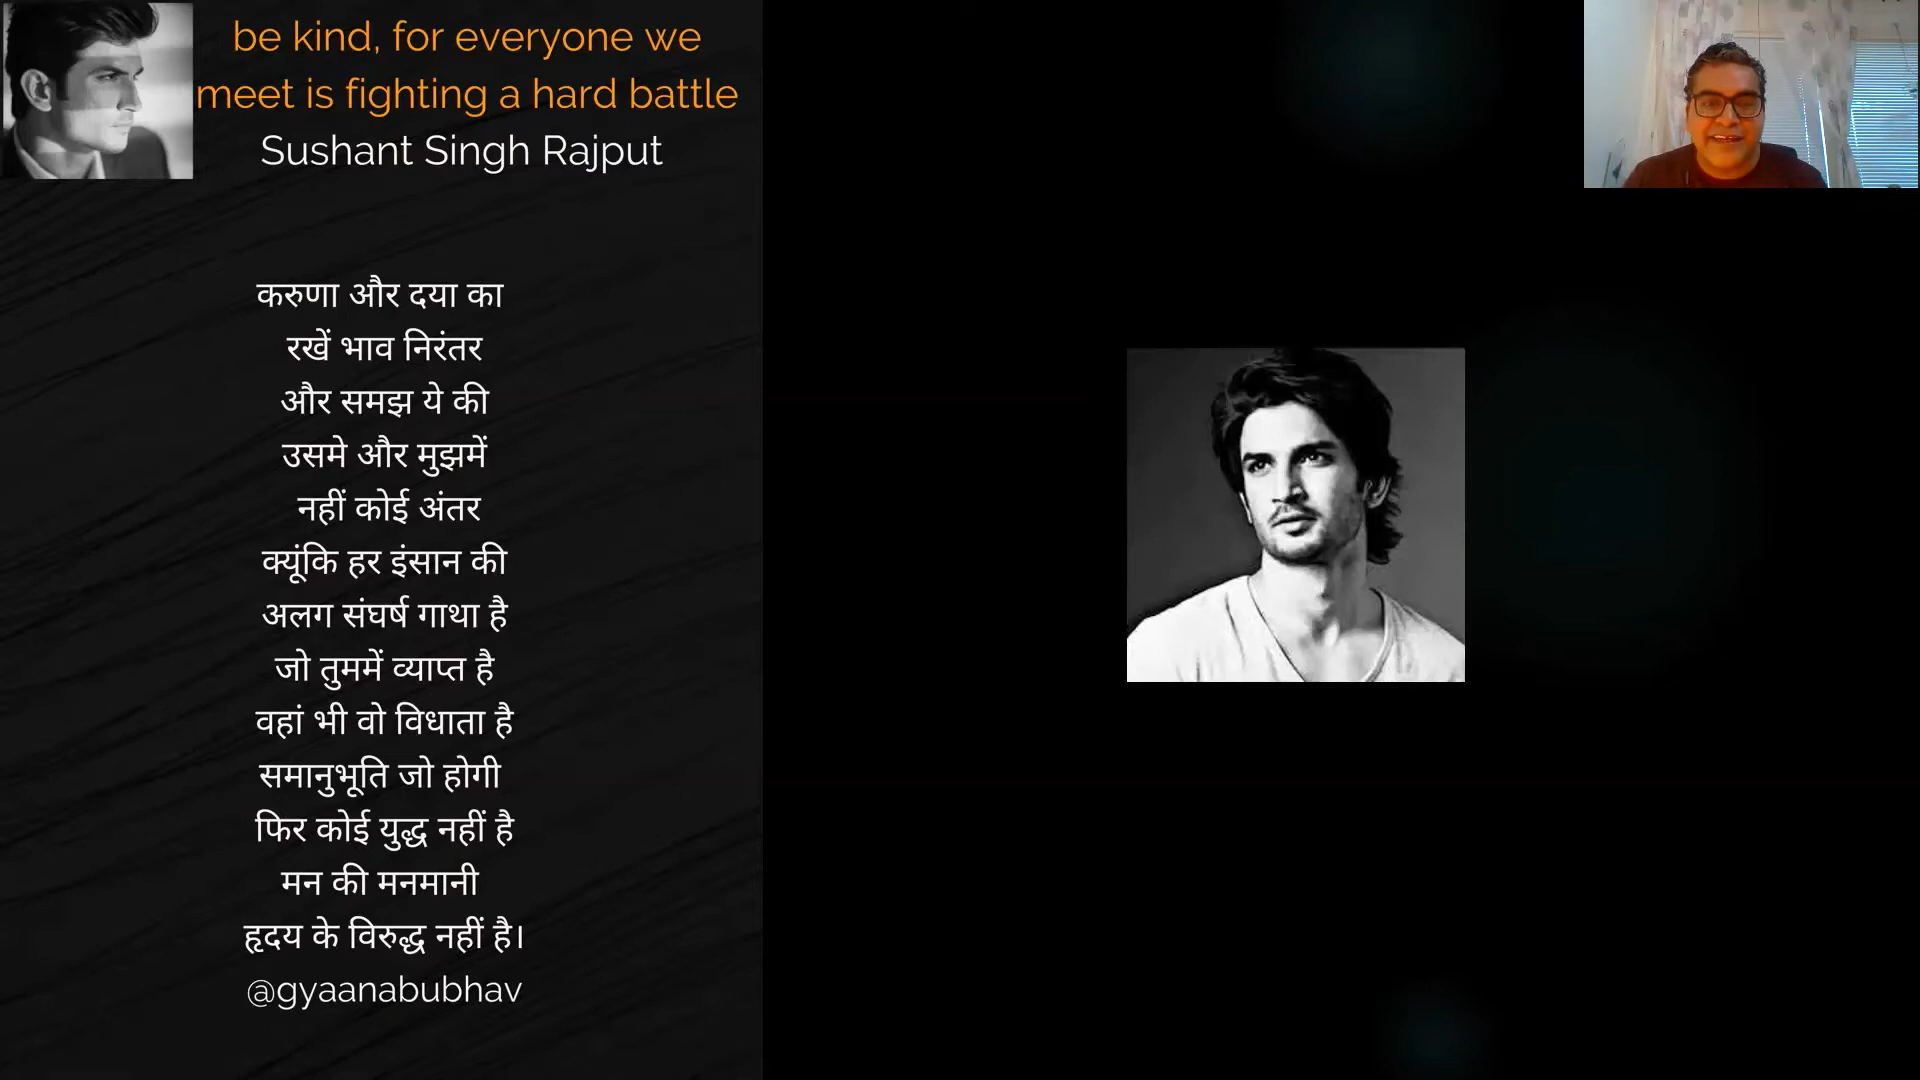 be kind, for everyone we
meet is fighting a hard battle
Sushant Singh Rajput
करुणा और दया का
रखें भाव निरंतर
और समझ ये की
उसमे और मुझमें
नहीं कोई अंतर
क्यूंकि हर इंसान की
अलग संघर्ष गाथा है
जो तुममें व्याप्त है
वहां भी वो विधाता है
समानुभूति जो होगी
फिर कोई युद्ध नहीं है
मन की मनमानी
हृदय के विरुद्ध नहीं है।
@gyaanabubhav